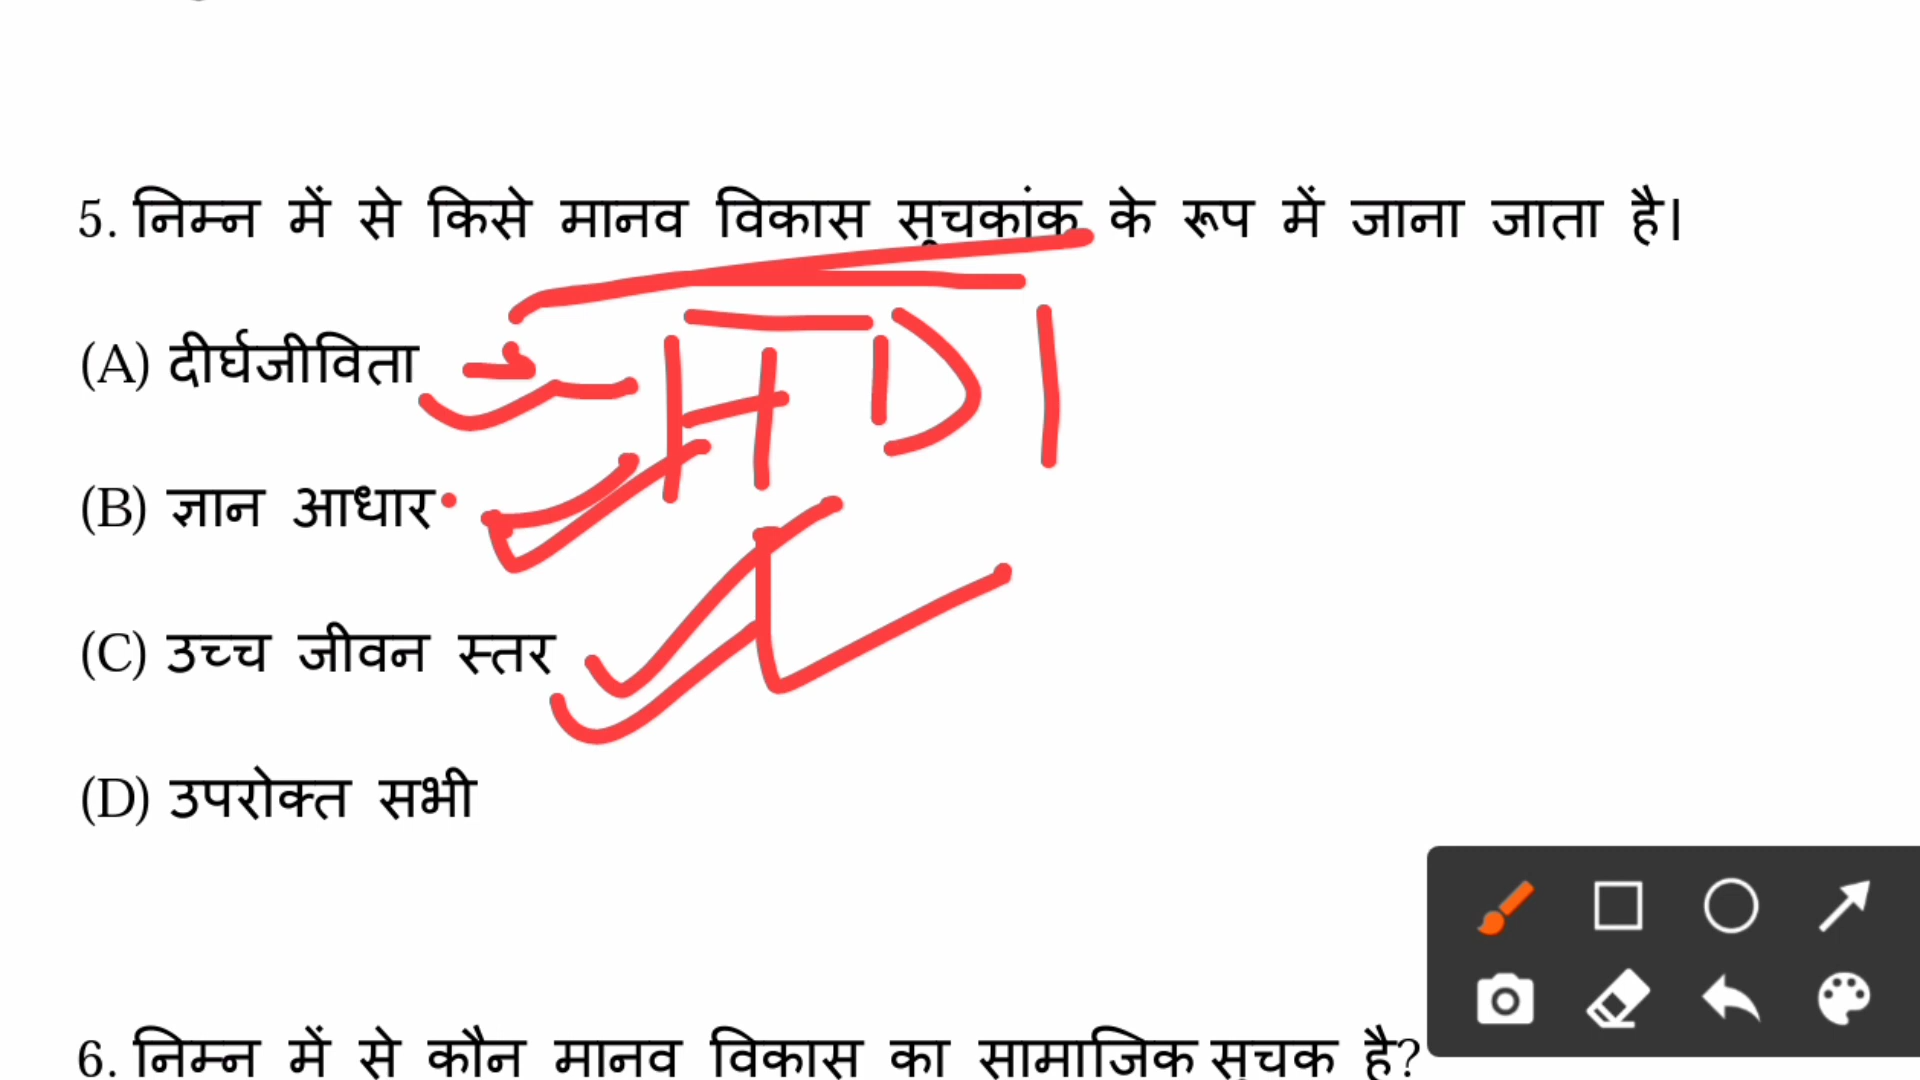 5. निम्न में से किसे मानव विकास सूचकांक के रूप में जाना जाता है।
(A) दीर्घजीविता
HDI
(B) ज्ञान आधार
(C) उच्च जीवन स्तर
(D) उपरोक्त सभी
6. निम्न में से कौन मानव विकास का सामाजिक सूचक है?